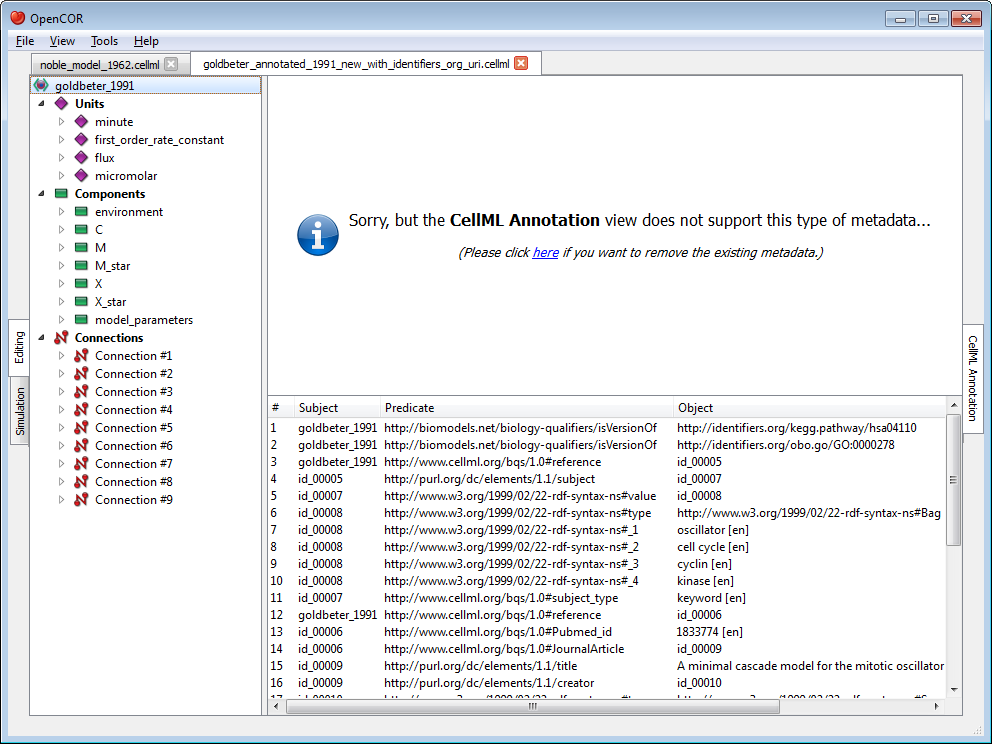 OpenCOR
File View Tools Help
noble_model_1962.cellml
goldbeter_annotated_1991_new_with_identifiers_org_uri.cellml
Editing
Simulation
goldbeter_1991
Units
minute
first_order_rate_constant
flux
micromolar
Components
environment
C
M
M_star
X
X_star
model_parameters
Connections
Connection #1
Connection #2
Connection #3
Connection #4
Connection #5
Connection #6
Connection #7
Connection #8
Connection #9
Sorry, but the CellML Annotation view does not support this type of metadata...
(Please click here if you want to remove the existing metadata.)
# Subject Predicate Object
1 goldbeter_1991 http://biomodels.net/biology-qualifiers/isVersionOf http://identifiers.org/kegg.pathway/hsa04110
2 goldbeter_1991 http://biomodels.net/biology-qualifiers/isVersionOf http://identifiers.org/obo.go/GO:0000278
3 goldbeter_1991 http://www.cellml.org/bqs/1.0#reference id_00005
4 id_00005 http://purl.org/dc/elements/1.1/subject id_00007
5 id_00007 http://www.w3.org/1999/02/22-rdf-syntax-ns#value id_00008
6 id_00008 http://www.w3.org/1999/02/22-rdf-syntax-ns#type http://www.w3.org/1999/02/22-rdf-syntax-ns#Bag
7 id_00008 http://www.w3.org/1999/02/22-rdf-syntax-ns#_1 oscillator [en]
8 id_00008 http://www.w3.org/1999/02/22-rdf-syntax-ns#_2 cell cycle [en]
9 id_00008 http://www.w3.org/1999/02/22-rdf-syntax-ns#_3 cyclin [en]
10 id_00008 http://www.w3.org/1999/02/22-rdf-syntax-ns#_4 kinase [en]
11 id_00007 http://www.cellml.org/bqs/1.0#subject_type keyword [en]
12 goldbeter_1991 http://www.cellml.org/bqs/1.0#reference id_00006
13 id_00006 http://www.cellml.org/bqs/1.0#Pubmed_id 1833774 [en]
14 id_00006 http://www.cellml.org/bqs/1.0#JournalArticle id_00009
15 id_00009 http://purl.org/dc/elements/1.1/title A minimal cascade model for the mitotic oscillator
16 id_00009 http://purl.org/dc/elements/1.1/creator id_00010
CellML Annotation